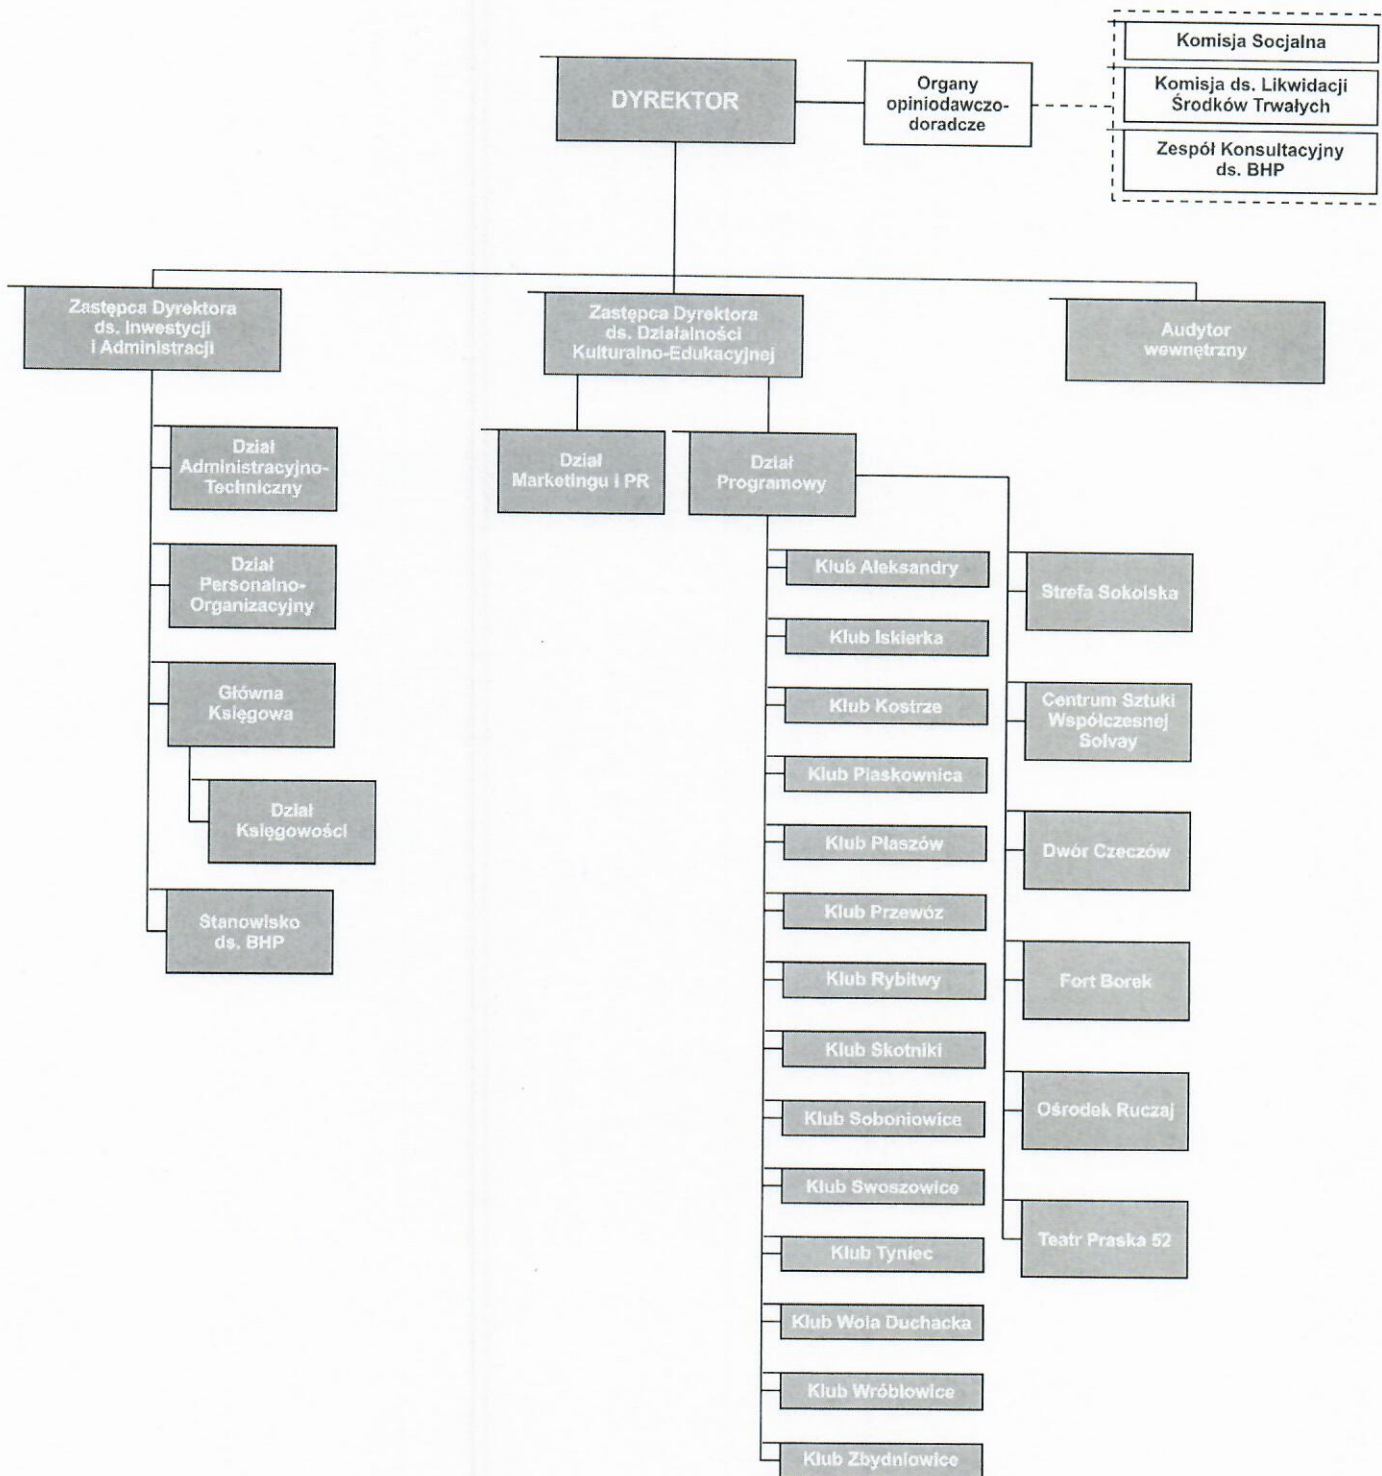 DYREKTOR
Organy
opiniodawczo-
doradcze
Komisja Socjalna
Komisja ds. Likwidacji
Środków Trwałych
Zespół Konsultacyjny
ds. BHP
Zastępca Dyrektora
ds. Inwestycji
i Administracji
Zastępca Dyrektora
ds. Działalności
Kulturalno-Edukacyjnej
Audytor
wewnętrzny
Dział
Administracyjno-
Techniczny
Dział
Personalno-
Organizacyjny
Główna
Księgowa
Dział
Księgowości
Stanowisko
ds. BHP
Dział
Marketingu i PR
Dział
Programowy
Klub Aleksandry
Klub Iskierka
Klub Kostrze
Klub Piaskownica
Klub Płaszów
Klub Przewóz
Klub Rybitwy
Klub Skotniki
Klub Soboniowice
Klub Swoszowice
Klub Tyniec
Klub Wola Duchacka
Klub Wróblowice
Klub Zbydniowice
Strefa Sokolska
Centrum Sztuki
Współczesnej
Solvay
Dwór Czeczów
Fort Borek
Ośrodek Ruczaj
Teatr Praska 52